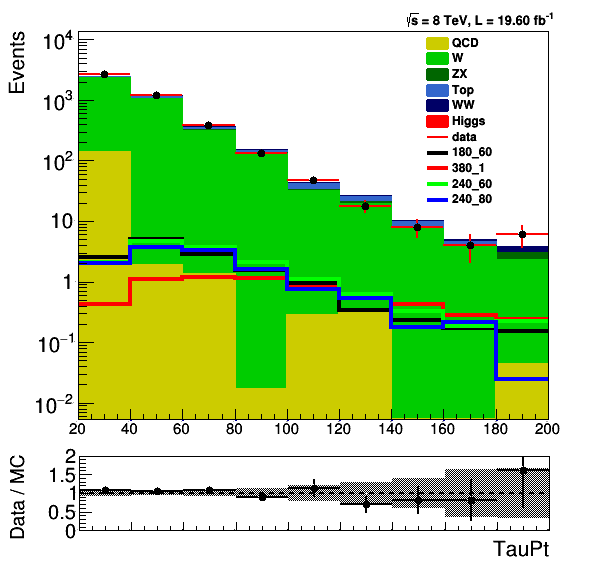 √s = 8 TeV, L = 19.60 fb⁻¹
Events
10⁴
10³
10²
10
1
10⁻¹
10⁻²
QCD
W
ZX
Top
WW
Higgs
data
180_60
380_1
240_60
240_80
20 40 60 80 100 120 140 160 180 200
Data / MC
2
1.5
1
0.5
0
TauPt